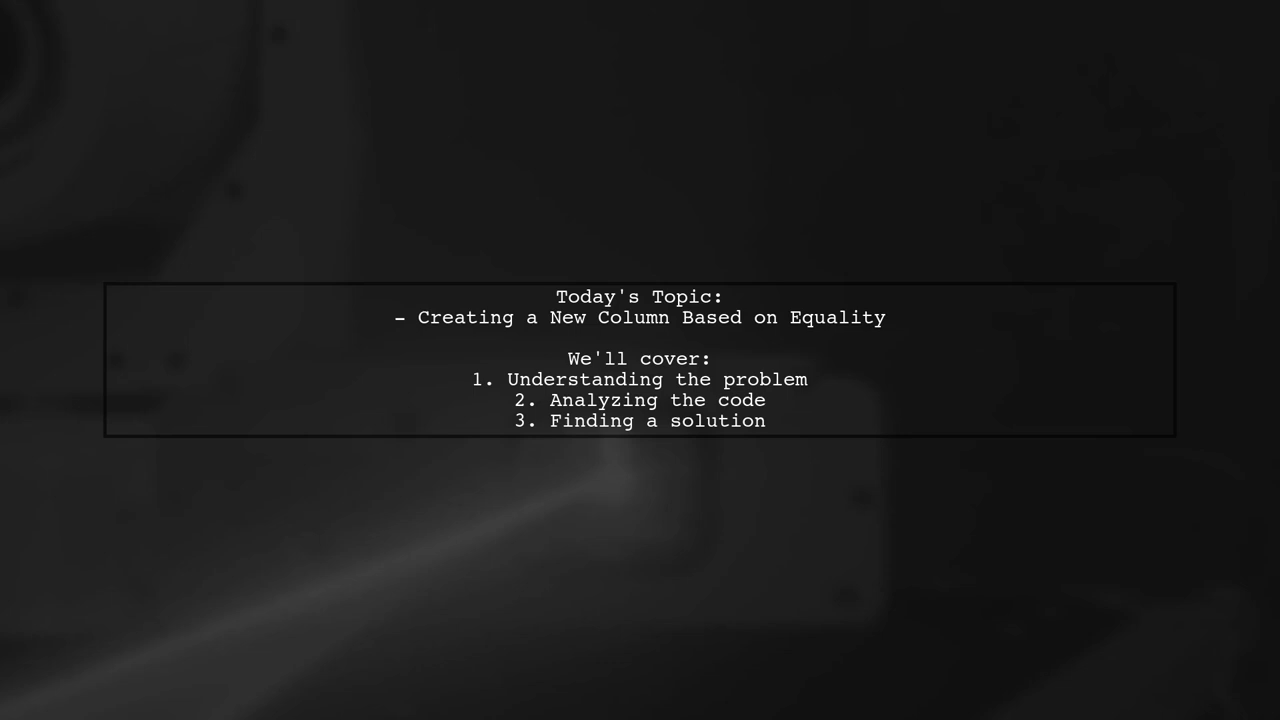 Today's Topic:
- Creating a New Column Based on Equality
We'll cover:
1. Understanding the problem
2. Analyzing the code
3. Finding a solution